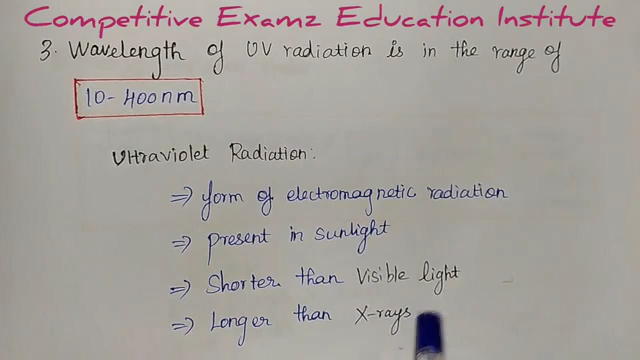 Competitive Examz Education Institute
3. Wavelength of UV radiation is in the range of
10-400nm
Ultraviolet Radiation:
⇒ form of electromagnetic radiation
⇒ present in sunlight
⇒ Shorter than Visible light
⇒ Longer than X-rays